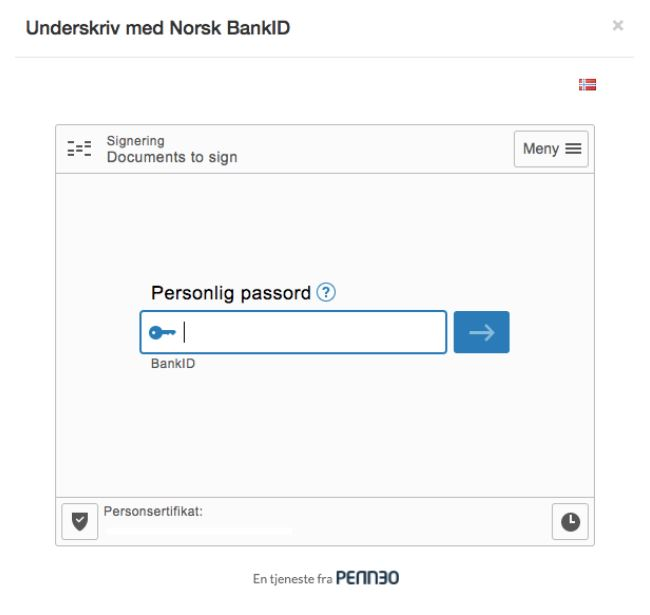 Underskriv med Norsk BankID
×
Signering
Documents to sign
Meny
Personlig passord ?
BankID
Personsertifikat:
En tjeneste fra PENNEO